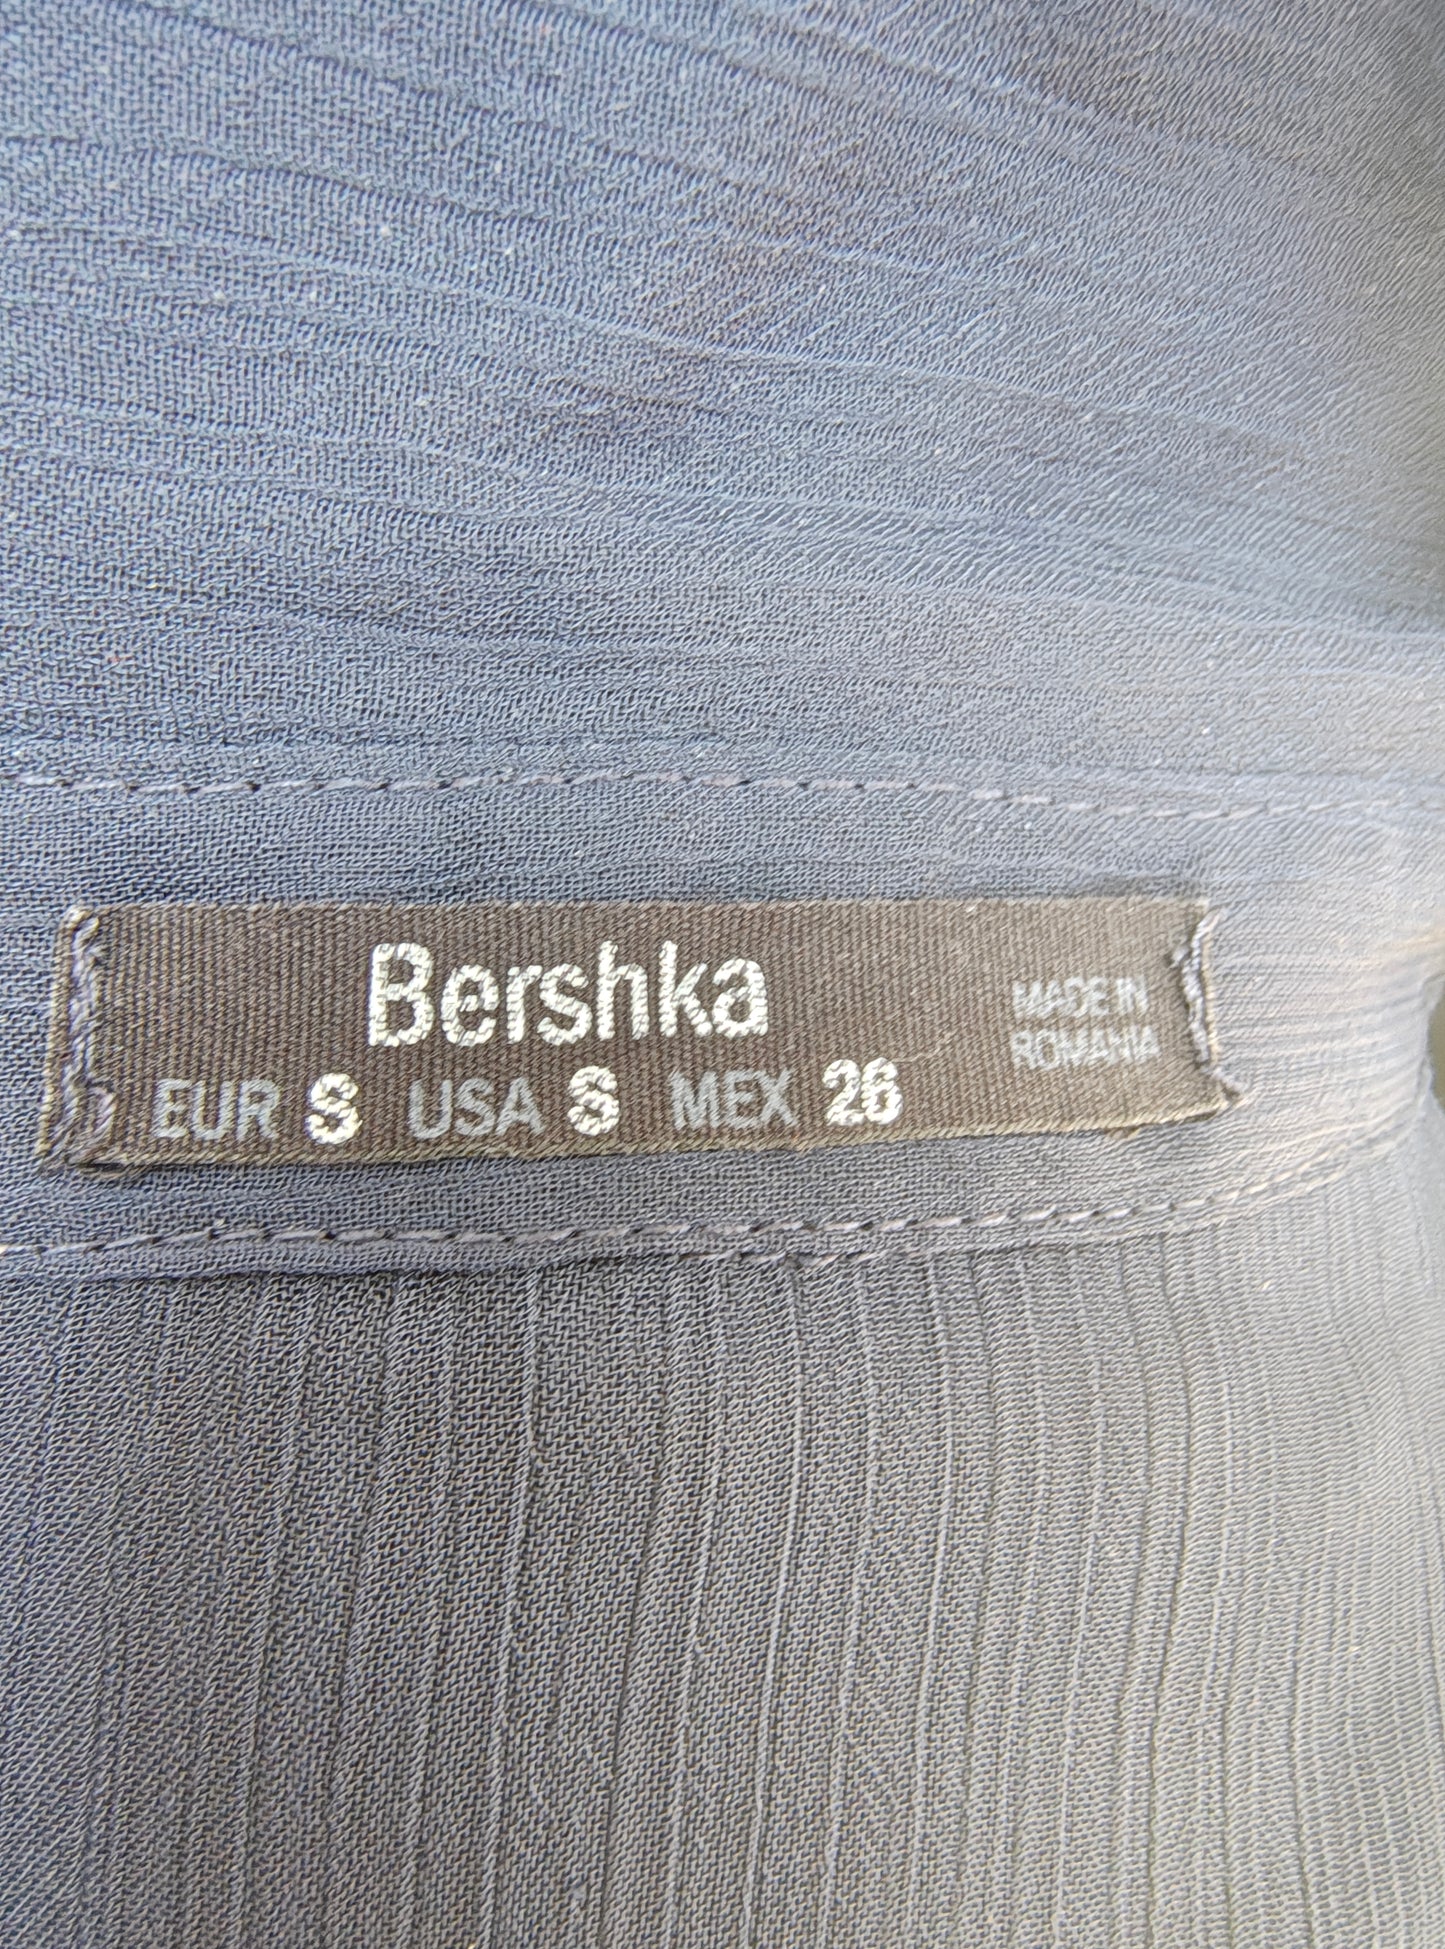 Bershka
MADE IN
ROMANIA
EUR S USA S MEX 26